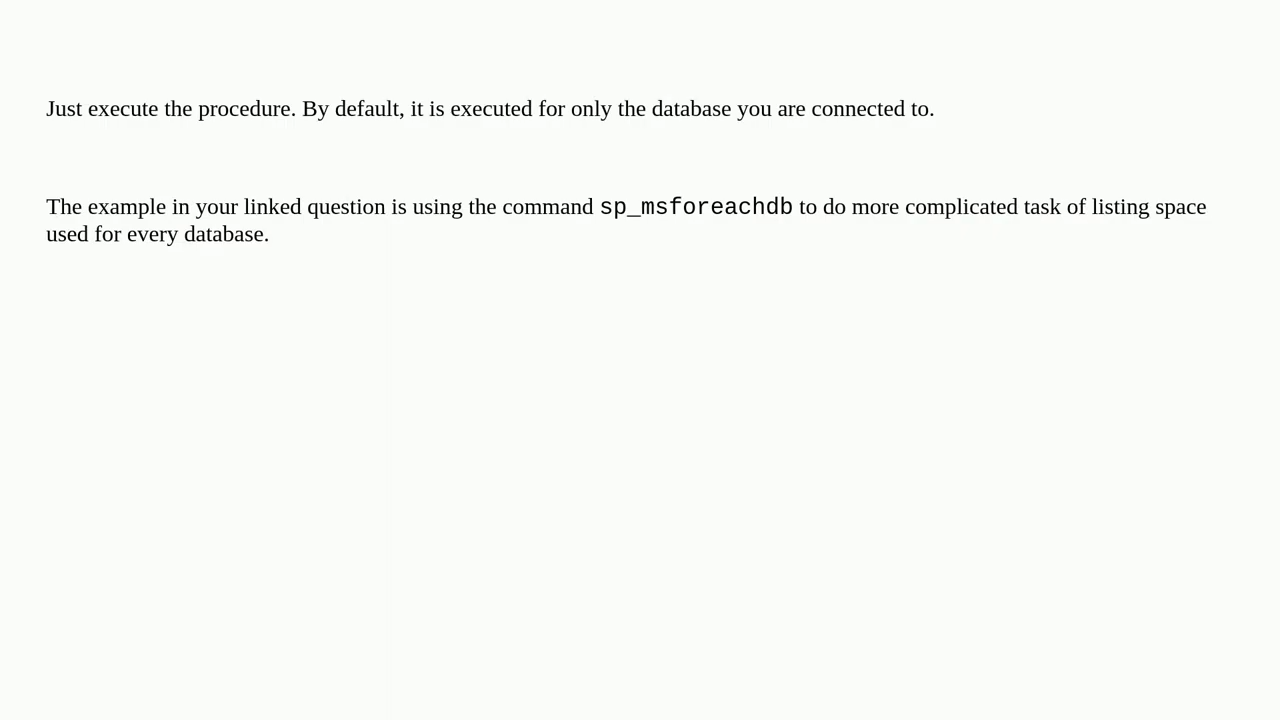 Just execute the procedure. By default, it is executed for only the database you are connected to.
The example in your linked question is using the command sp_msforeachdb to do more complicated task of listing space
used for every database.